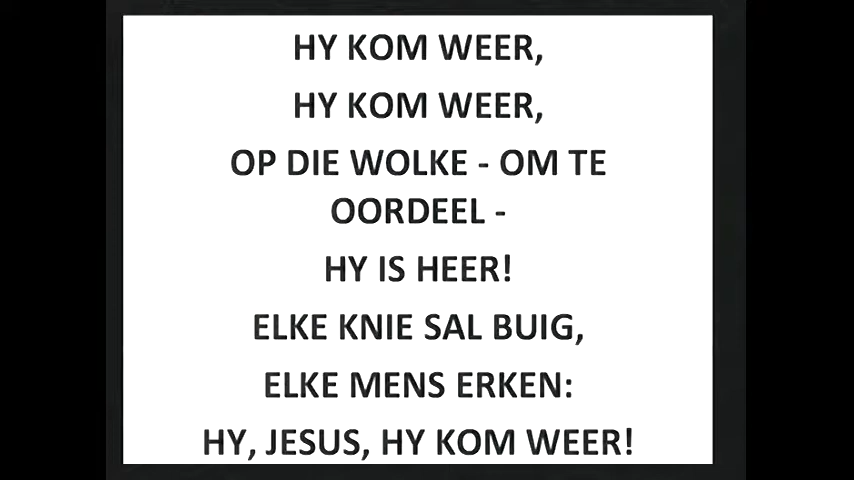 HY KOM WEER,
HY KOM WEER,
OP DIE WOLKE - OM TE
OORDEEL -
HY IS HEER!
ELKE KNIE SAL BUIG,
ELKE MENS ERKEN:
HY, JESUS, HY KOM WEER!